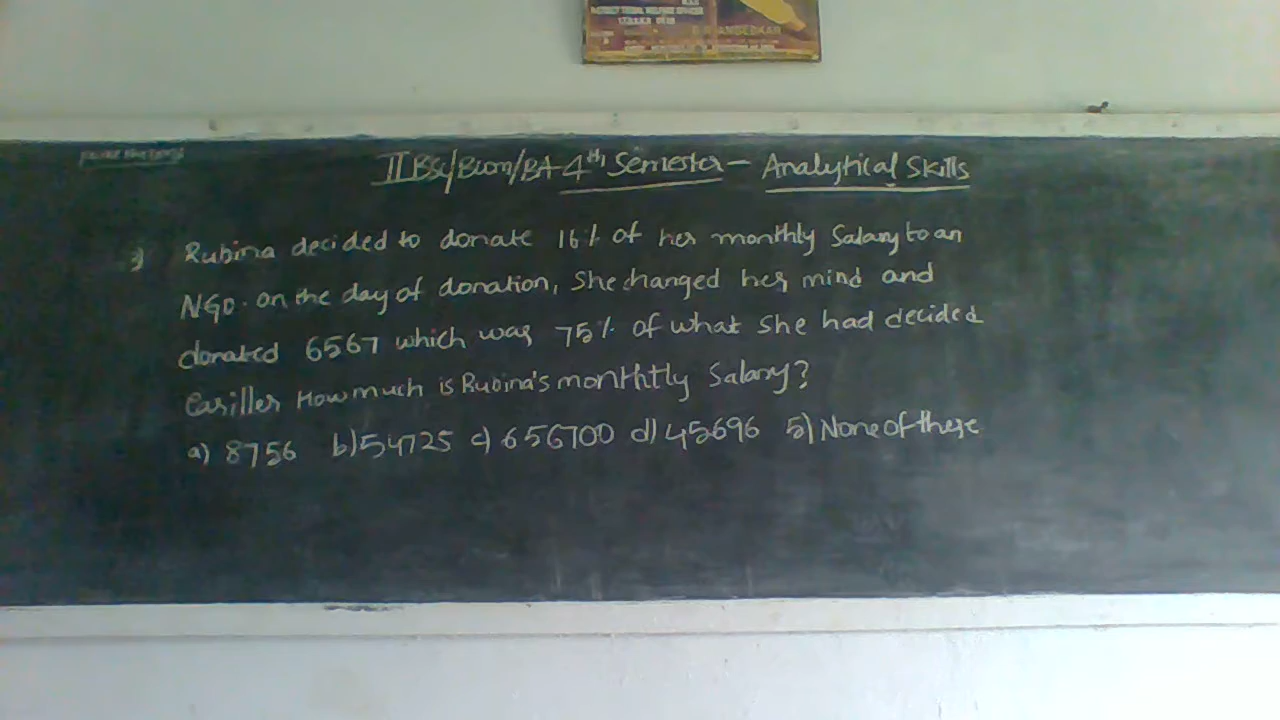 II BSc/Bcom/BA 4th Semester - Analytical Skills
3) Rubina decided to donate 16% of her monthly Salary to an
NGO. on the day of donation, she changed her mind and
donated 6567 which was 75% of what she had decided
Eariller How much is Rubina's monthtly Salary?
a) 8756 b) 54725 c) 656700 d) 45696 5) None of these